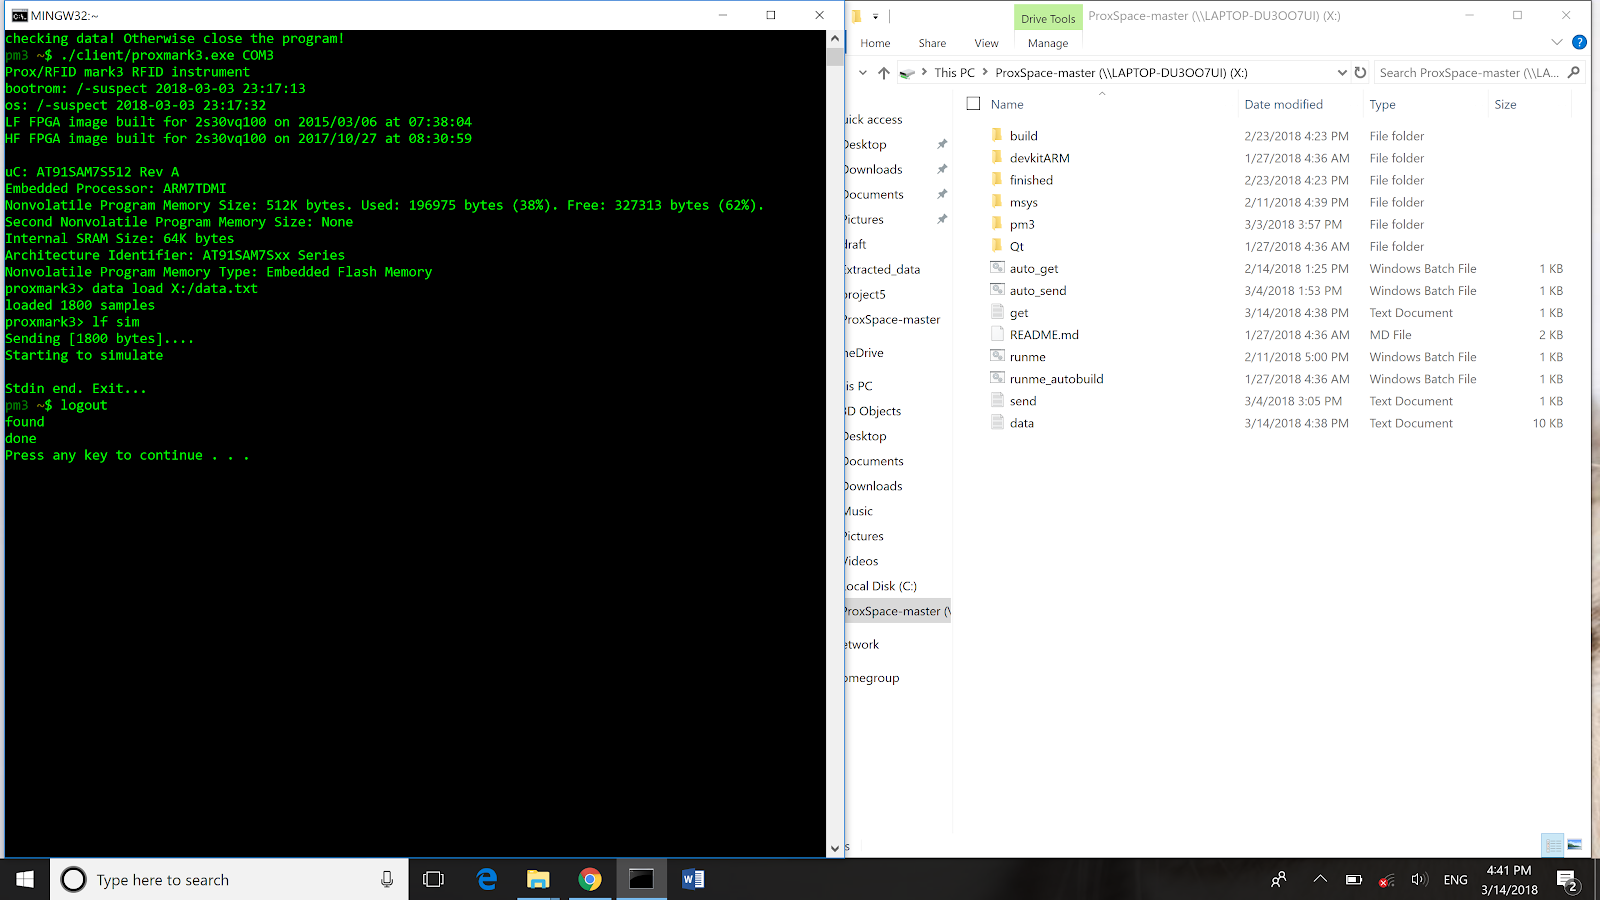 MINGW32:~
checking data! Otherwise close the program!
pm3 ~$ ./client/proxmark3.exe COM3
Prox/RFID mark3 RFID instrument
bootrom: /-suspect 2018-03-03 23:17:13
os: /-suspect 2018-03-03 23:17:32
LF FPGA image built for 2s30vq100 on 2015/03/06 at 07:38:04
HF FPGA image built for 2s30vq100 on 2017/10/27 at 08:30:59
uC: AT91SAM7S512 Rev A
Embedded Processor: ARM7TDMI
Nonvolatile Program Memory Size: 512K bytes. Used: 196975 bytes (38%). Free: 327313 bytes (62%).
Second Nonvolatile Program Memory Size: None
Internal SRAM Size: 64K bytes
Architecture Identifier: AT91SAM7Sxx Series
Nonvolatile Program Memory Type: Embedded Flash Memory
proxmark3> data load X:/data.txt
loaded 1800 samples
proxmark3> lf sim
Sending [1800 bytes]....
Starting to simulate
Stdin end. Exit...
pm3 ~$ logout
found
done
Press any key to continue . . .
Drive Tools ProxSpace-master (\\LAPTOP-DU3OO7UI) (X:)
Home Share View Manage
This PC > ProxSpace-master (\\LAPTOP-DU3OO7UI) (X:) Search ProxSpace-master (\\LA...
uick access
Desktop
Downloads
Documents
Pictures
draft
Extracted_data
project5
ProxSpace-master
neDrive
is PC
3D Objects
Desktop
Documents
Downloads
Music
Pictures
Videos
Local Disk (C:)
ProxSpace-master (\
etwork
omegroup
s
Name Date modified Type Size
build 2/23/2018 4:23 PM File folder
devkitARM 1/27/2018 4:36 AM File folder
finished 2/23/2018 4:23 PM File folder
msys 2/11/2018 4:39 PM File folder
pm3 3/3/2018 3:57 PM File folder
Qt 1/27/2018 4:36 AM File folder
auto_get 2/14/2018 1:25 PM Windows Batch File 1 KB
auto_send 3/4/2018 1:53 PM Windows Batch File 1 KB
get 3/14/2018 4:38 PM Text Document 1 KB
README.md 1/27/2018 4:36 AM MD File 2 KB
runme 2/11/2018 5:00 PM Windows Batch File 1 KB
runme_autobuild 1/27/2018 4:36 AM Windows Batch File 1 KB
send 3/4/2018 3:05 PM Text Document 1 KB
data 3/14/2018 4:38 PM Text Document 10 KB
Type here to search
ENG
4:41 PM
3/14/2018
2